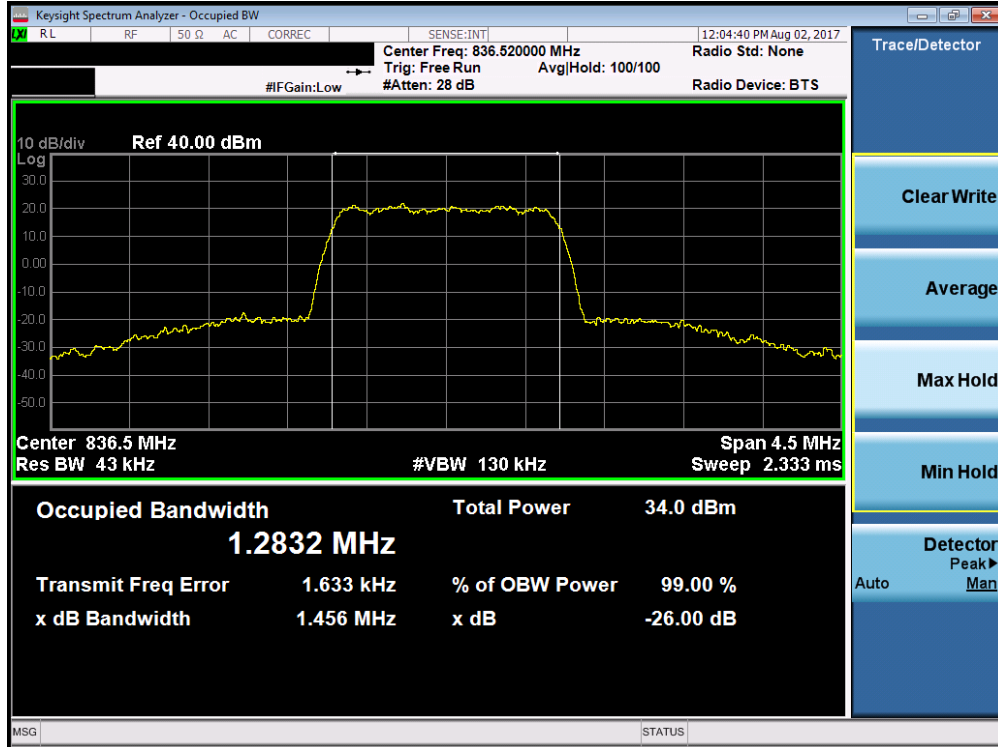 Keysight Spectrum Analyzer - Occupied BW
LXI RL RF 50 Ω AC CORREC SENSE:INT 12:04:40 PM Aug 02, 2017
Center Freq: 836.520000 MHz Radio Std: None
Trig: Free Run Avg|Hold: 100/100
#IFGain:Low #Atten: 28 dB Radio Device: BTS
10 dB/div Ref 40.00 dBm
Log
30.0
20.0
10.0
0.00
-10.0
-20.0
-30.0
-40.0
-50.0
Center 836.5 MHz Span 4.5 MHz
Res BW 43 kHz #VBW 130 kHz Sweep 2.333 ms
Occupied Bandwidth Total Power 34.0 dBm
1.2832 MHz
Transmit Freq Error 1.633 kHz % of OBW Power 99.00 %
x dB Bandwidth 1.456 MHz x dB -26.00 dB
MSG STATUS
Trace/Detector
Clear Write
Average
Max Hold
Min Hold
Detector
Peak▶
Auto Man